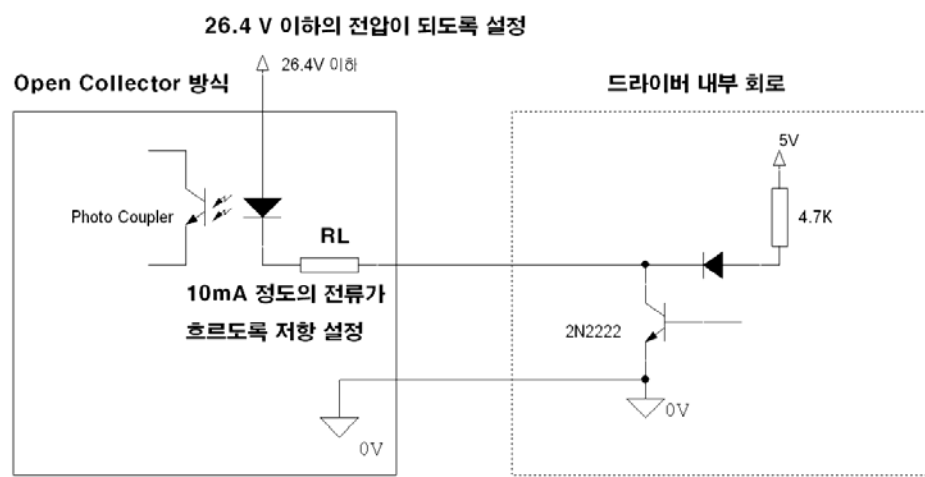 26.4 V 이하의 전압이 되도록 설정
26.4V 이하
Open Collector 방식
드라이버 내부 회로
5V
Photo Coupler
4.7K
RL
10mA 정도의 전류가
흐르도록 저항 설정
2N2222
0V
0V